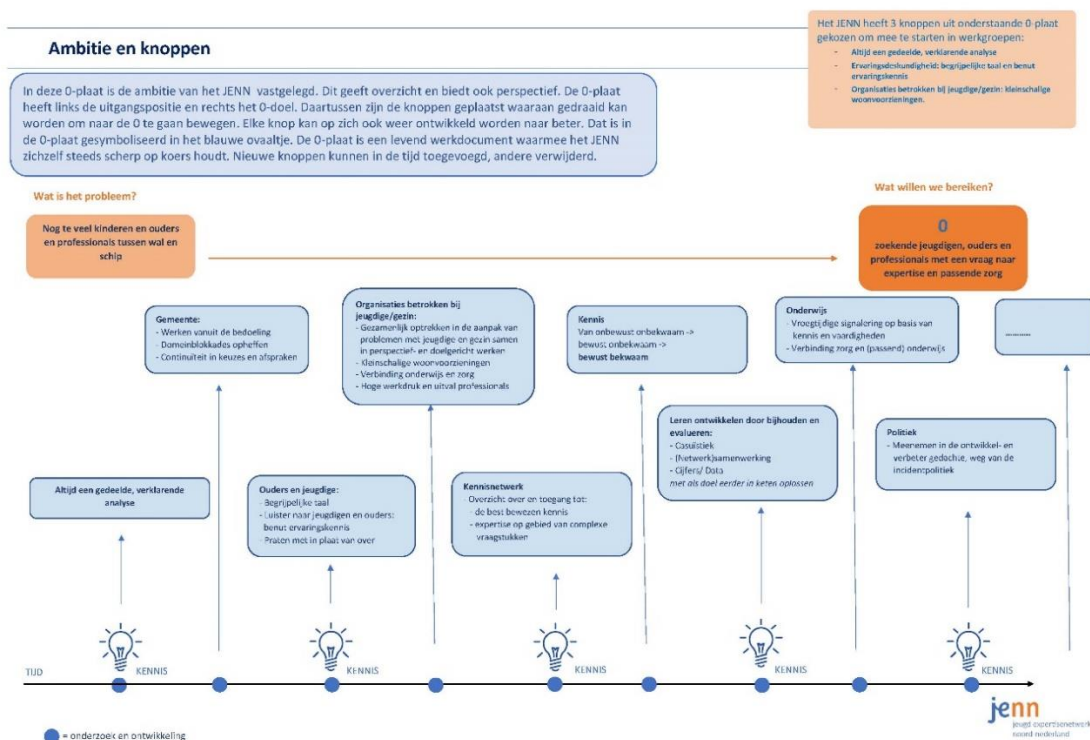 Ambitie en knoppen
Het JENN heeft 3 knoppen uit onderstaande 0-plaat
gekozen om mee te starten in werkgroepen:
- Altijd een gedeelde, verklarende analyse
- Ervaringsdeskundigheid: begrijpelijke taal en benut
ervaringskennis
- Organisaties betrokken bij jeugdige/gezin: kleinschalige
woonvoorzieningen.
In deze 0-plaat is de ambitie van het JENN vastgelegd. Dit geeft overzicht en biedt ook perspectief. De 0-plaat
heeft links de uitgangspositie en rechts het 0-doel. Daartussen zijn de knoppen geplaatst waaraan gedraaid kan
worden om naar de 0 te gaan bewegen. Elke knop kan op zich ook weer ontwikkeld worden naar beter. Dat is in
de 0-plaat gesymboliseerd in het blauwe ovaaltje. De 0-plaat is een levend werkdocument waarmee het JENN
zichzelf steeds scherp op koers houdt. Nieuwe knoppen kunnen in de tijd toegevoegd, andere verwijderd.
Wat is het probleem?
Wat willen we bereiken?
Nog te veel kinderen en ouders
en professionals tussen wal en
schip
0
zoekende jeugdigen, ouders en
professionals met een vraag naar
expertise en passende zorg
Gemeente:
- Werken vanuit de bedoeling
- Domeinblokkades opheffen
- Continuïteit in keuzes en afspraken
Organisaties betrokken bij
jeugdige/gezin:
- Gezamenlijk optrekken in de aanpak van
problemen met jeugdige en gezin samen
in perspectief- en doelgericht werken
- Kleinschalige woonvoorzieningen
- Verbinding onderwijs en zorg
- Hoge werkdruk en uitval professionals
Kennis
Van onbewust onbekwaam ->
bewust onbekwaam ->
bewust bekwaam
Onderwijs
- Vroegtijdige signalering op basis van
kennis en vaardigheden
- Verbinding zorg en (passend) onderwijs
..........
Altijd een gedeelde, verklarende
analyse
Ouders en jeugdige:
- Begrijpelijke taal
- Luister naar jeugdigen en ouders:
benut ervaringskennis
- Praten met in plaat van over
Kennisnetwerk
- Overzicht over en toegang tot:
- de best bewezen kennis
- expertise op gebied van complexe
vraagstukken
Leren ontwikkelen door bijhouden en
evalueren:
- Casuïstiek
- (Netwerk)samenwerking
- Cijfers/ Data
met als doel eerder in keten oplossen
Politiek
- Meenemen in de ontwikkel- en
verbeter gedachte, weg van de
incidentpolitiek
TIJD
KENNIS
KENNIS
KENNIS
KENNIS
KENNIS
= onderzoek en ontwikkeling
jenn
jeugd expertisenetwerk
noord nederland